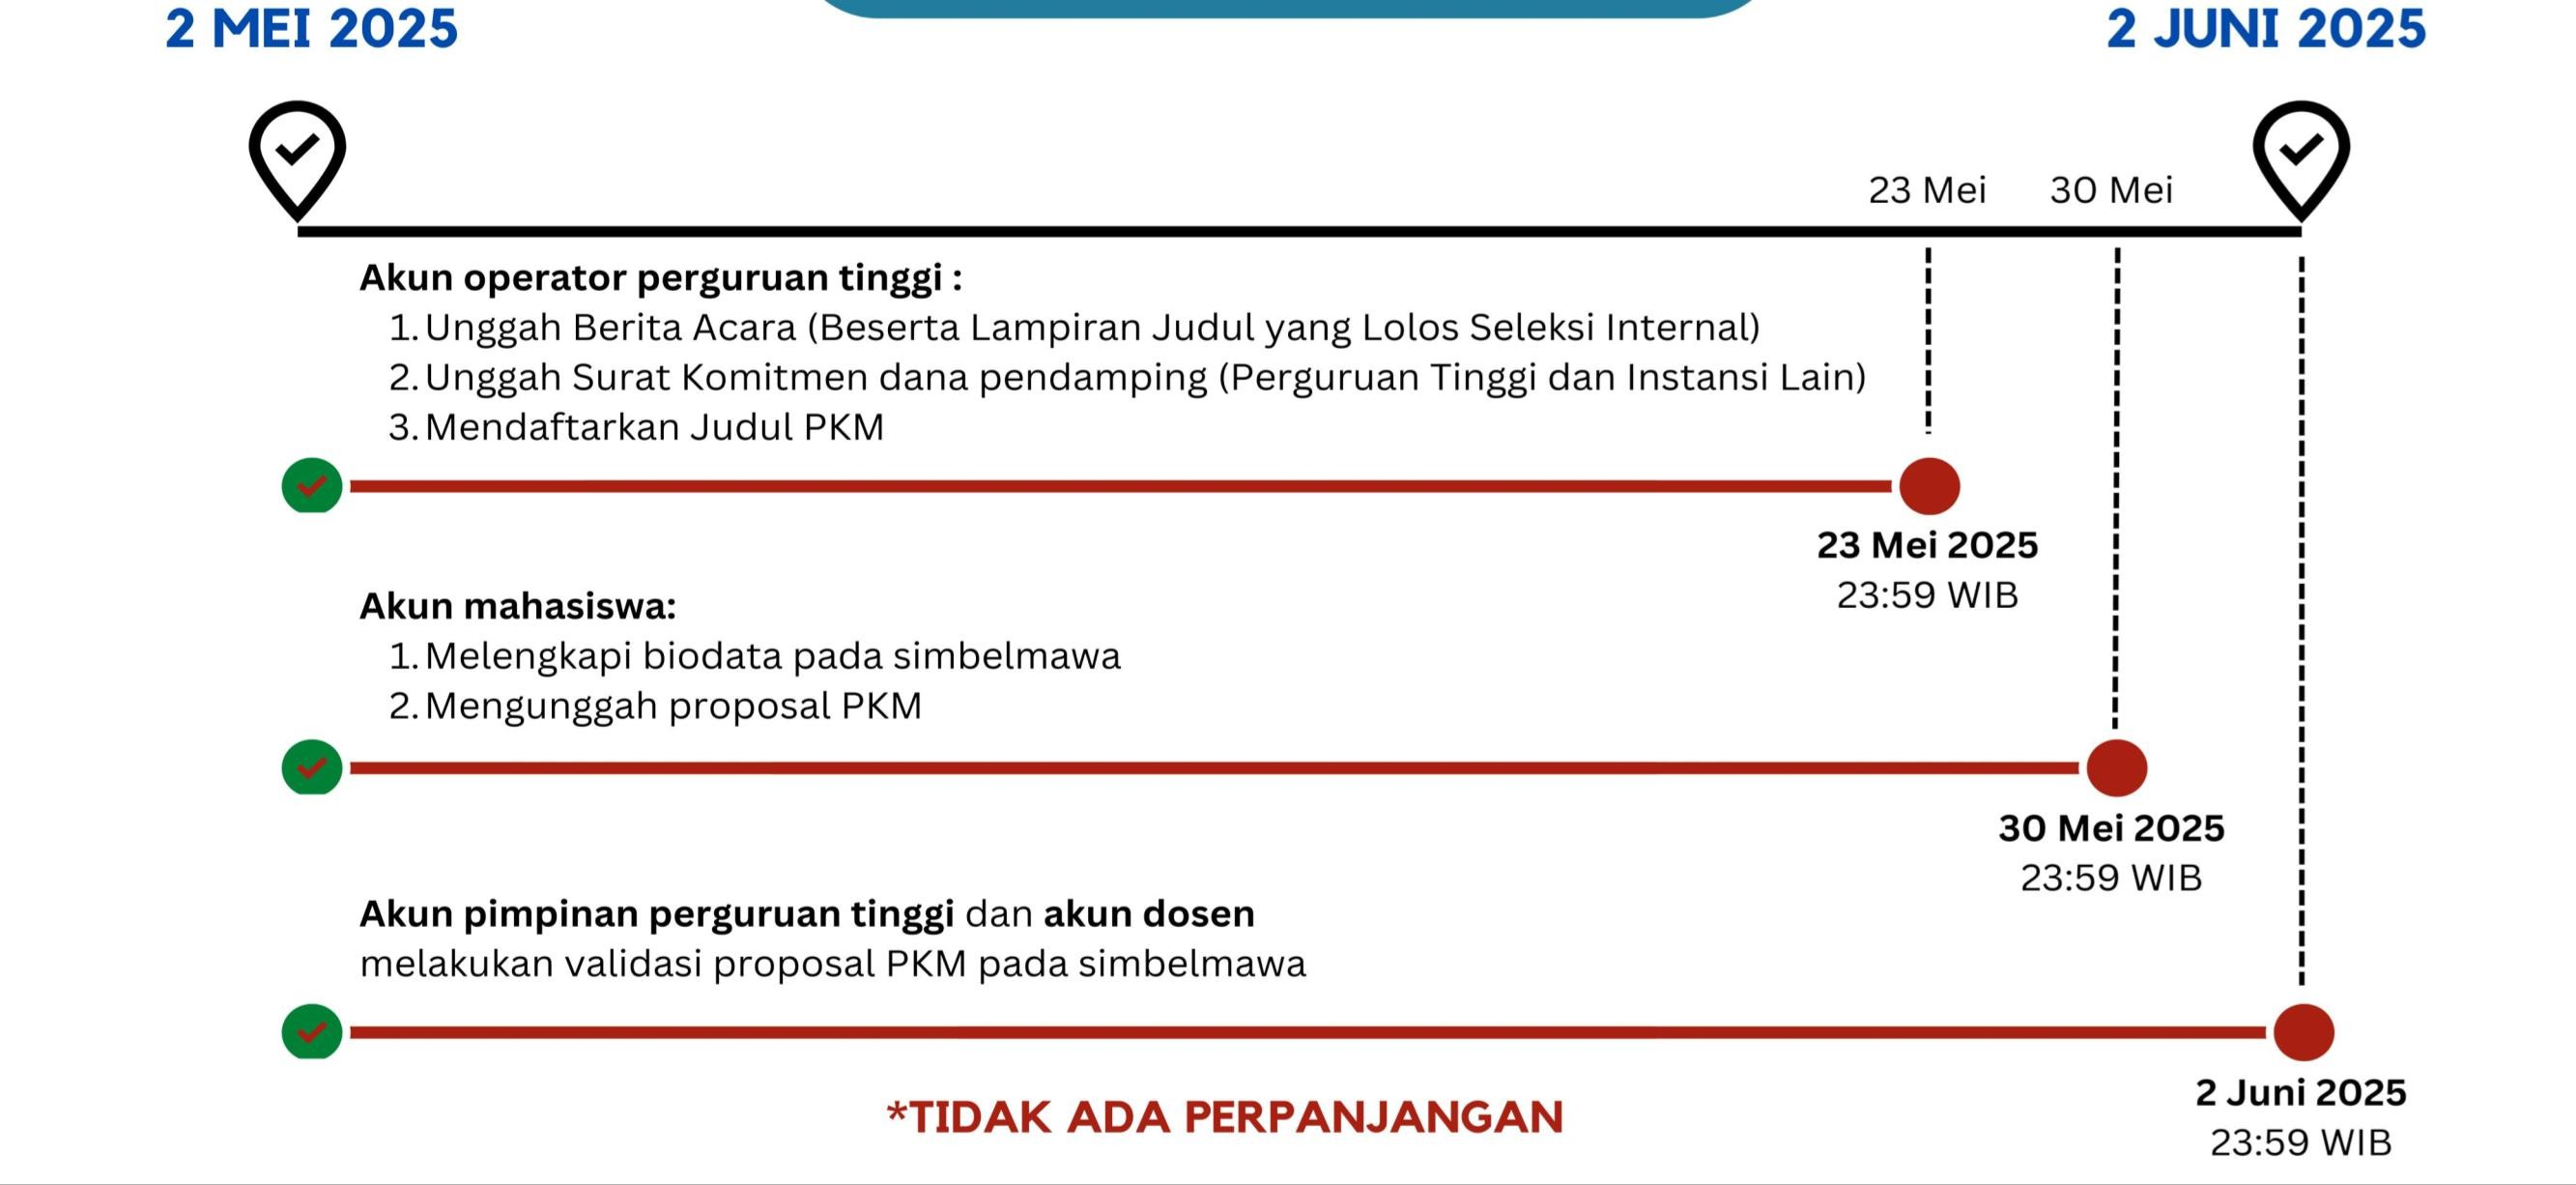 2 MEI 2025
2 JUNI 2025
23 Mei
30 Mei
Akun operator perguruan tinggi :
1. Unggah Berita Acara (Beserta Lampiran Judul yang Lolos Seleksi Internal)
2. Unggah Surat Komitmen dana pendamping (Perguruan Tinggi dan Instansi Lain)
3. Mendaftarkan Judul PKM
23 Mei 2025
23:59 WIB
Akun mahasiswa:
1. Melengkapi biodata pada simbelmawa
2. Mengunggah proposal PKM
30 Mei 2025
23:59 WIB
Akun pimpinan perguruan tinggi dan akun dosen
melakukan validasi proposal PKM pada simbelmawa
2 Juni 2025
23:59 WIB
*TIDAK ADA PERPANJANGAN